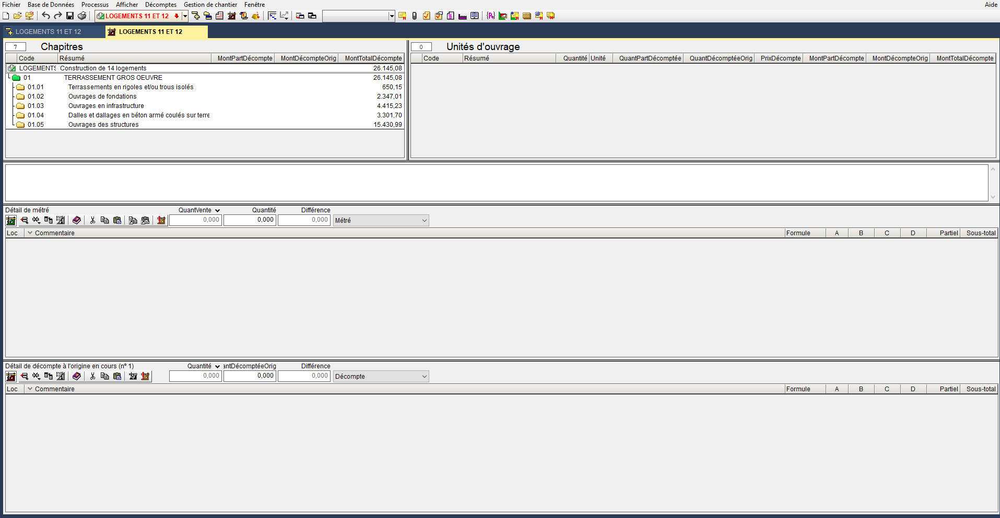 Fichier Base de Données Processus Afficher Décomptes Gestion de chantier Fenêtre Aide
LOGEMENTS 11 ET 12
LOGEMENTS 11 ET 12 LOGEMENTS 11 ET 12
7 Chapitres
Code Résumé MontPartDécompte MontDécompteOrig MontTotalDécompte
LOGEMENTS Construction de 14 logements 26.145,08
01 TERRASSEMENT GROS OEUVRE 26.145,08
01.01 Terrassements en rigoles et/ou trous isolés 650,15
01.02 Ouvrages de fondations 2.347,01
01.03 Ouvrages en infrastructure 4.415,23
01.04 Dalles et dallages en béton armé coulés sur terre 3.301,70
01.05 Ouvrages des structures 15.430,99
0 Unités d'ouvrage
Code Résumé Quantité Unité QuantPartDécomptée QuantDécomptéeOrig PrixDécompte MontPartDécompte MontDécompteOrig MontTotalDécompte
Détail de métré QuantVente Quantité Différence
0,000 0,000 0,000 Métré
Loc Commentaire Formule A B C D Partiel Sous-total
Détail de décompte à l'origine en cours (n° 1) Quantité antDécomptéeOrig Différence
0,000 0,000 0,000 Décompte
Loc Commentaire Formule A B C D Partiel Sous-total